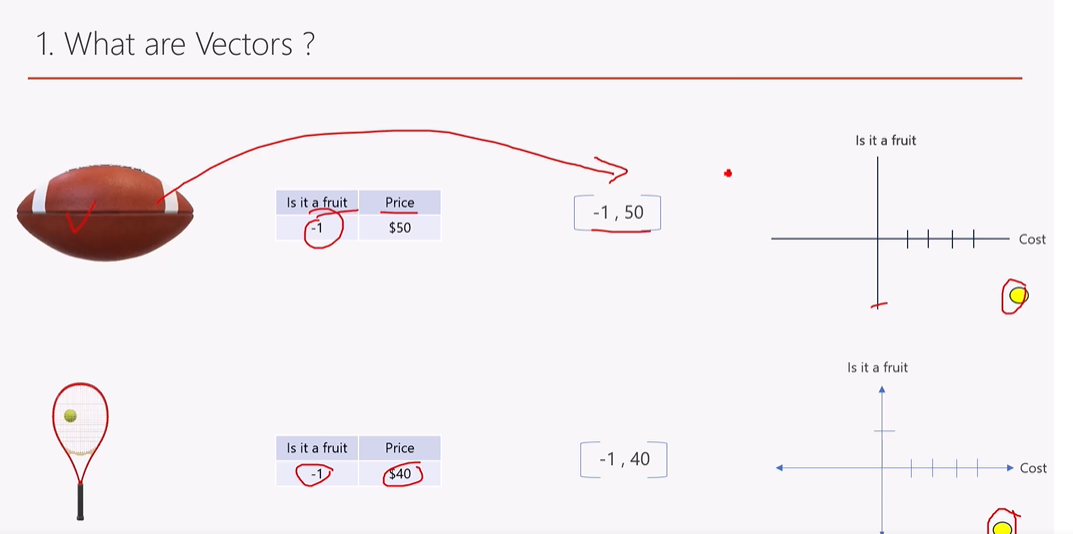 1. What are Vectors ?
Is it a fruit
Is it a fruit Price
-1 $50
-1 , 50
Cost
Is it a fruit
Is it a fruit Price
-1 $40
-1 , 40
Cost